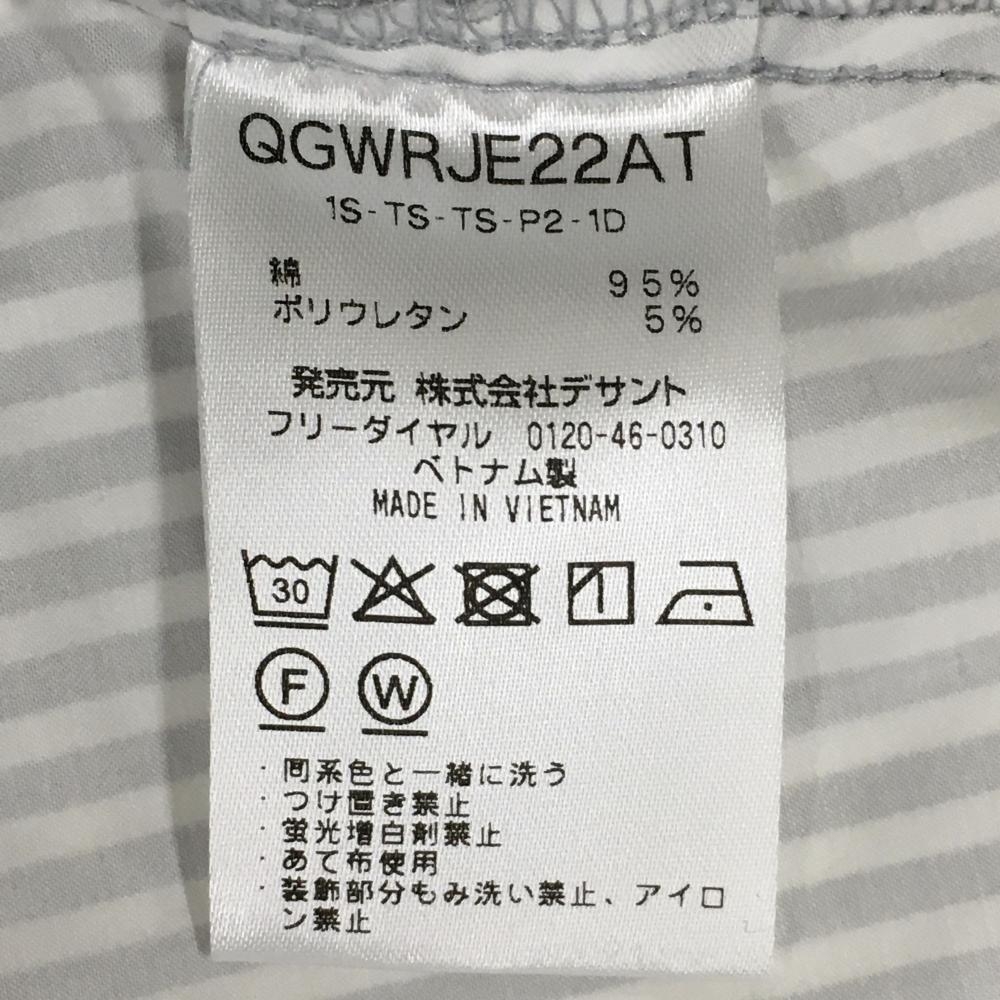 QGWRJE22AT
1S-TS-TS-P2-1D
綿 95%
ポリウレタン 5%
発売元 株式会社デサント
フリーダイヤル 0120-46-0310
ベトナム製
MADE IN VIETNAM
30
F W
・同系色と一緒に洗う
・つけ置き禁止
・蛍光増白剤禁止
・あて布使用
・装飾部分もみ洗い禁止、アイロ
ン禁止